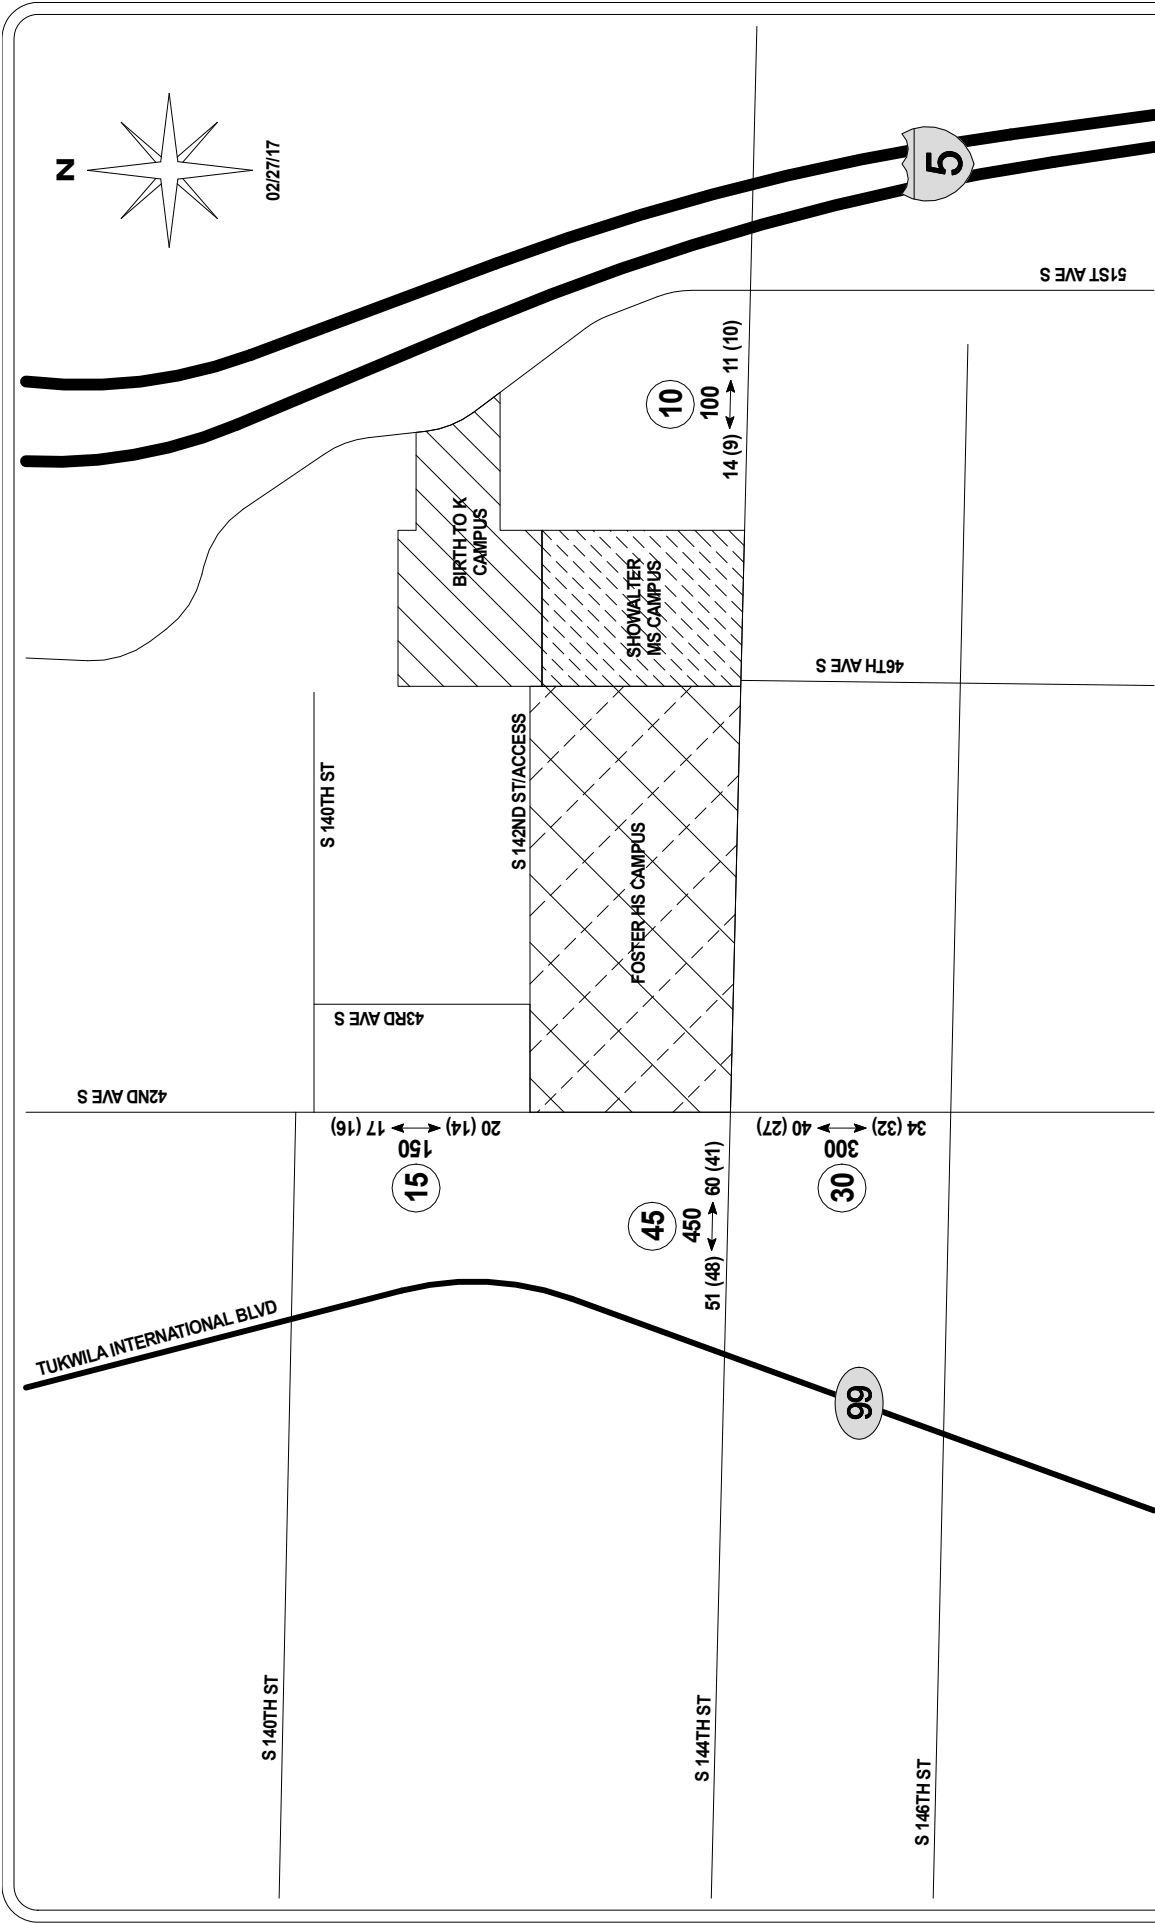 N
02/27/17
5
51ST AVE S
10
100
14 (9)
11 (10)
BIRTH TO K
CAMPUS
SHOWALTER
MS CAMPUS
46TH AVE S
S 140TH ST
S 142ND ST/ACCESS
FOSTER HS CAMPUS
43RD AVE S
42ND AVE S
17 (16)
20 (14)
150
15
40 (27)
34 (32)
300
30
45
450
51 (48)
60 (41)
TUKWILA INTERNATIONAL BLVD
99
S 140TH ST
S 144TH ST
S 146TH ST